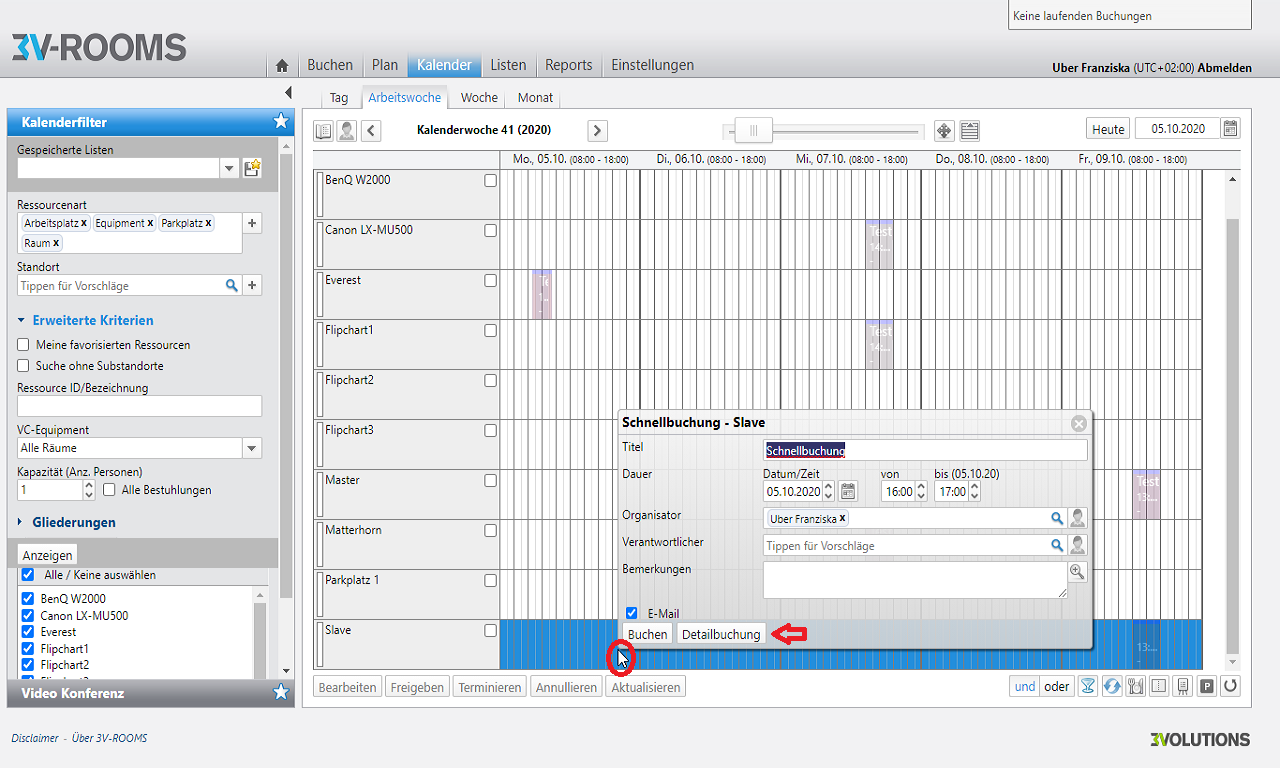 Keine laufenden Buchungen
3V-ROOMS
Buchen Plan Kalender Listen Reports Einstellungen
Uber Franziska (UTC+02:00) Abmelden
Tag Arbeitswoche Woche Monat
Kalenderfilter
Gespeicherte Listen
Ressourcenart
Arbeitsplatz x Equipment x Parkplatz x
Raum x
Standort
Tippen für Vorschläge
Erweiterte Kriterien
Meine favorisierten Ressourcen
Suche ohne Substandorte
Ressource ID/Bezeichnung
VC-Equipment
Alle Räume
Kapazität (Anz. Personen)
1 Alle Bestuhlungen
Gliederungen
Anzeigen
Alle / Keine auswählen
BenQ W2000
Canon LX-MU500
Everest
Flipchart1
Flipchart2
Video Konferenz
Kalenderwoche 41 (2020)
Heute 05.10.2020
Mo., 05.10. (08:00 - 18:00) Di, 06.10. (08:00 - 18:00) Mi, 07.10. (08:00 - 18:00) Do, 08.10. (08:00 - 18:00) Fr., 09.10. (08:00 - 18:00)
BenQ W2000
Canon LX-MU500
Test
14:...
-
Everest
Te
1...
-
Flipchart1
Test
14:...
-
Flipchart2
Flipchart3
Master
Test
13:...
-
Matterhorn
Parkplatz 1
Slave
13:...
-
Schnellbuchung - Slave
Titel Schnellbuchung
Dauer Datum/Zeit von bis (05.10.20)
05.10.2020 16:00 17:00
Organisator Uber Franziska x
Verantwortlicher Tippen für Vorschläge
Bemerkungen
E-Mail
Buchen Detailbuchung
Bearbeiten Freigeben Terminieren Annullieren Aktualisieren
und oder P
Disclaimer - Über 3V-ROOMS
3VOLUTIONS